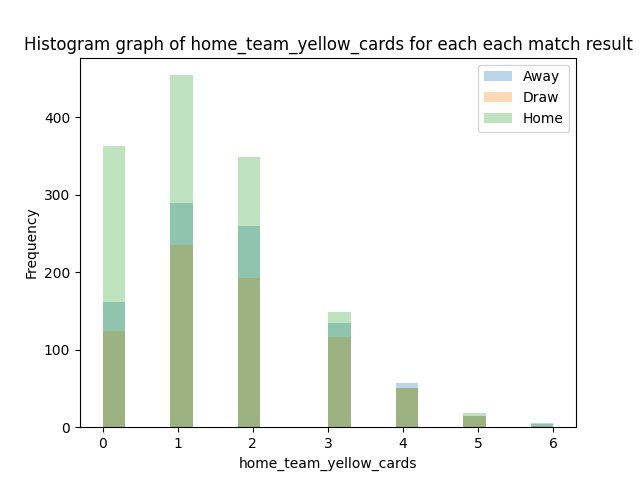 Histogram graph of home_team_yellow_cards for each each match result
Away
Draw
Home
Frequency
400
300
200
100
0
0 1 2 3 4 5 6
home_team_yellow_cards